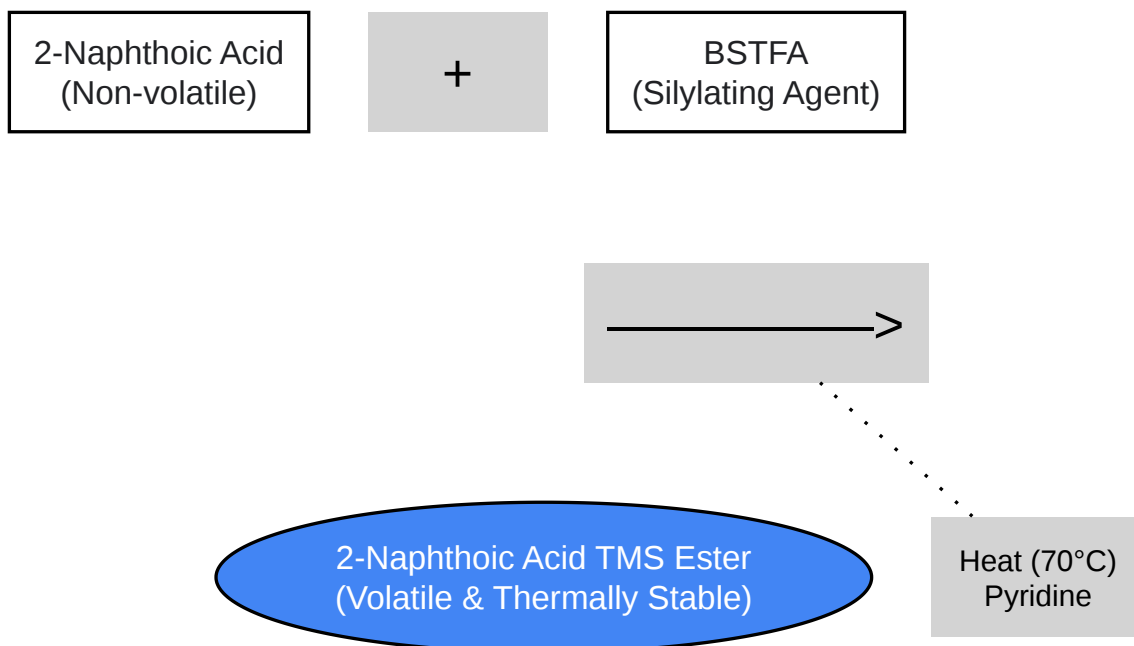 2-Naphthoic Acid
(Non-volatile)
+
BSTFA
(Silylating Agent)
>
2-Naphthoic Acid TMS Ester
(Volatile & Thermally Stable)
Heat (70°C)
Pyridine